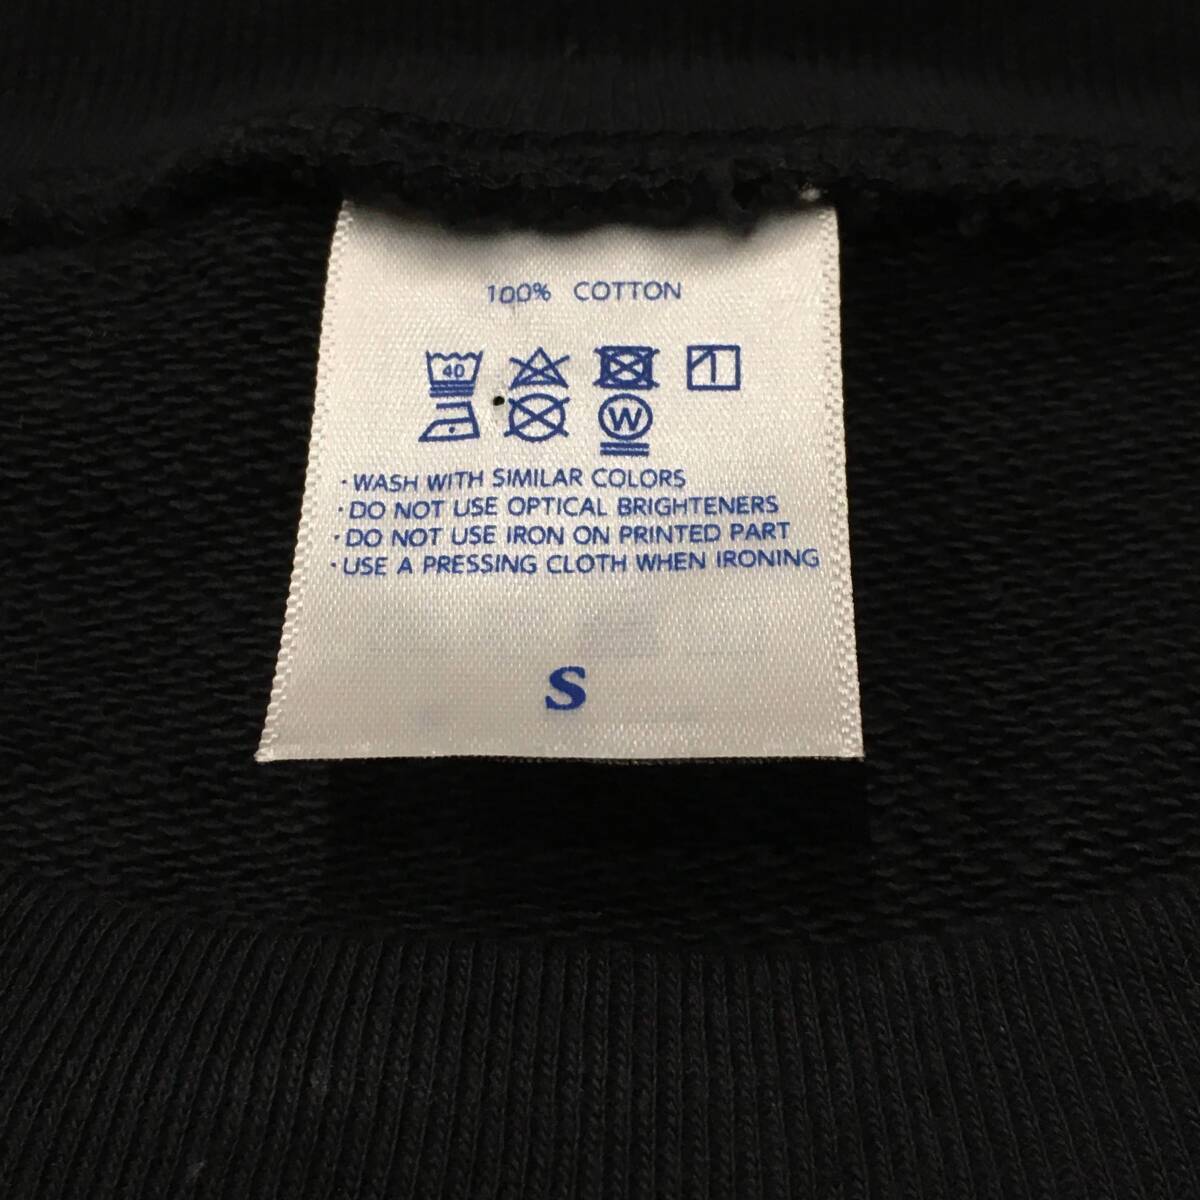 100% COTTON
40
W
·WASH WITH SIMILAR COLORS
·DO NOT USE OPTICAL BRIGHTENERS
·DO NOT USE IRON ON PRINTED PART
·USE A PRESSING CLOTH WHEN IRONING
S